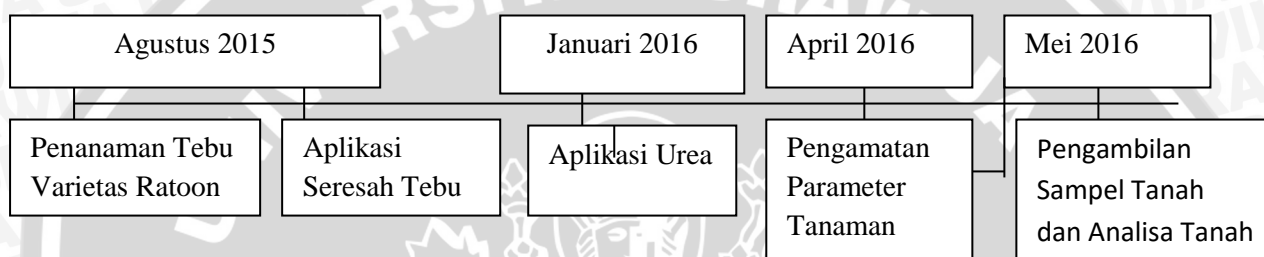 Agustus 2015
Januari 2016
April 2016
Mei 2016
Penanaman Tebu
Varietas Ratoon
Aplikasi
Seresah Tebu
Aplikasi Urea
Pengamatan
Parameter
Tanaman
Pengambilan
Sampel Tanah
dan Analisa Tanah